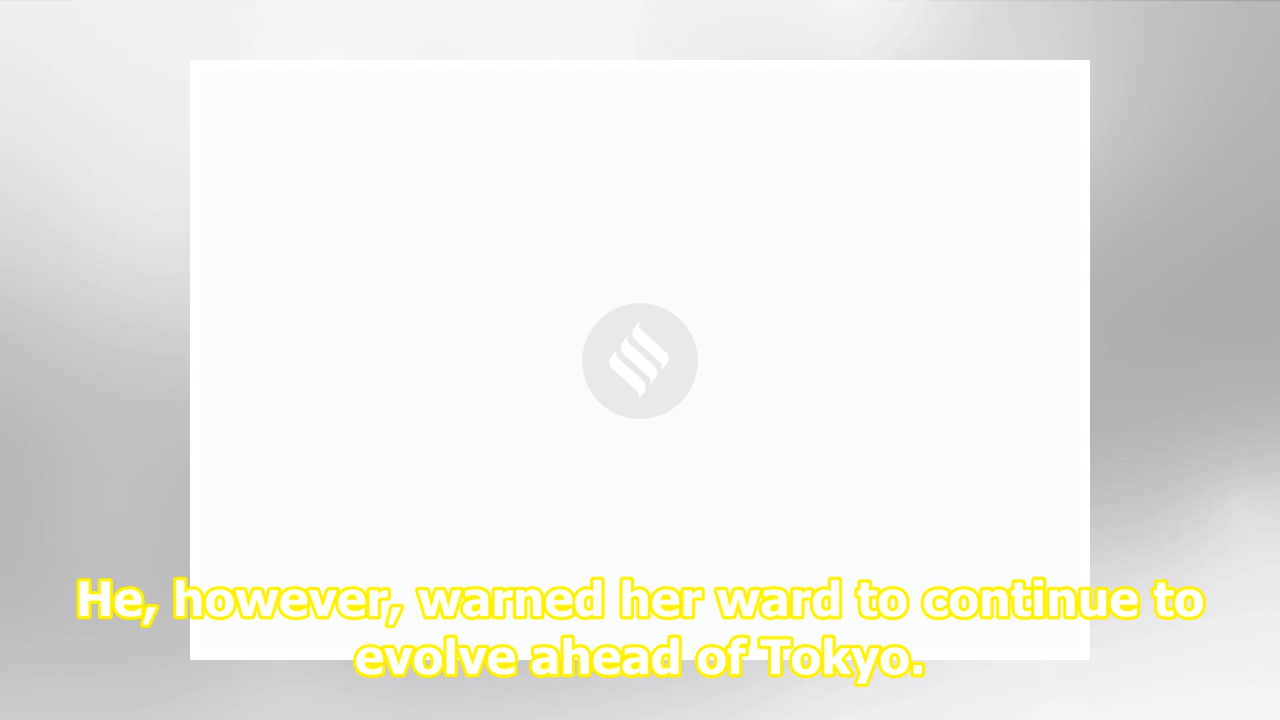 He, however, warned her ward to continue to
evolve ahead of Tokyo.